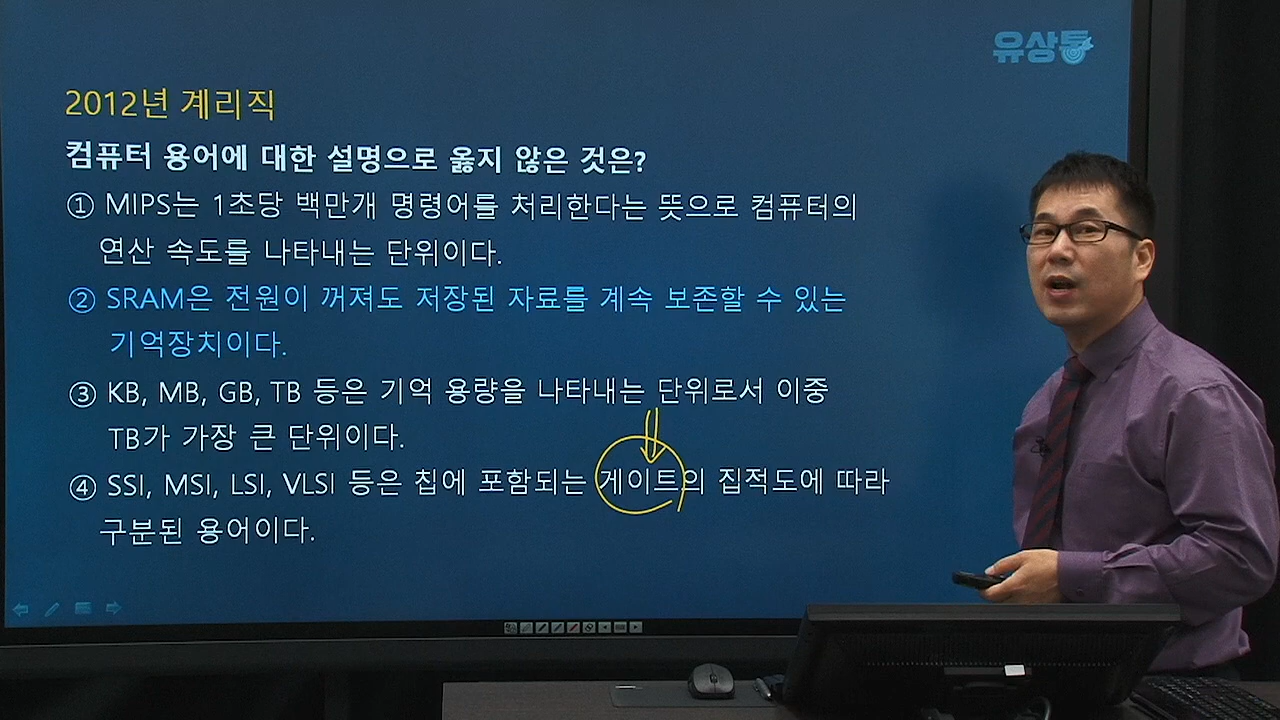 유상통
2012년 계리직
컴퓨터 용어에 대한 설명으로 옳지 않은 것은?
① MIPS는 1초당 백만개 명령어를 처리한다는 뜻으로 컴퓨터의
연산 속도를 나타내는 단위이다.
② SRAM은 전원이 꺼져도 저장된 자료를 계속 보존할 수 있는
기억장치이다.
③ KB, MB, GB, TB 등은 기억 용량을 나타내는 단위로서 이중
TB가 가장 큰 단위이다.
④ SSI, MSI, LSI, VLSI 등은 칩에 포함되는 게이트의 집적도에 따라
구분된 용어이다.